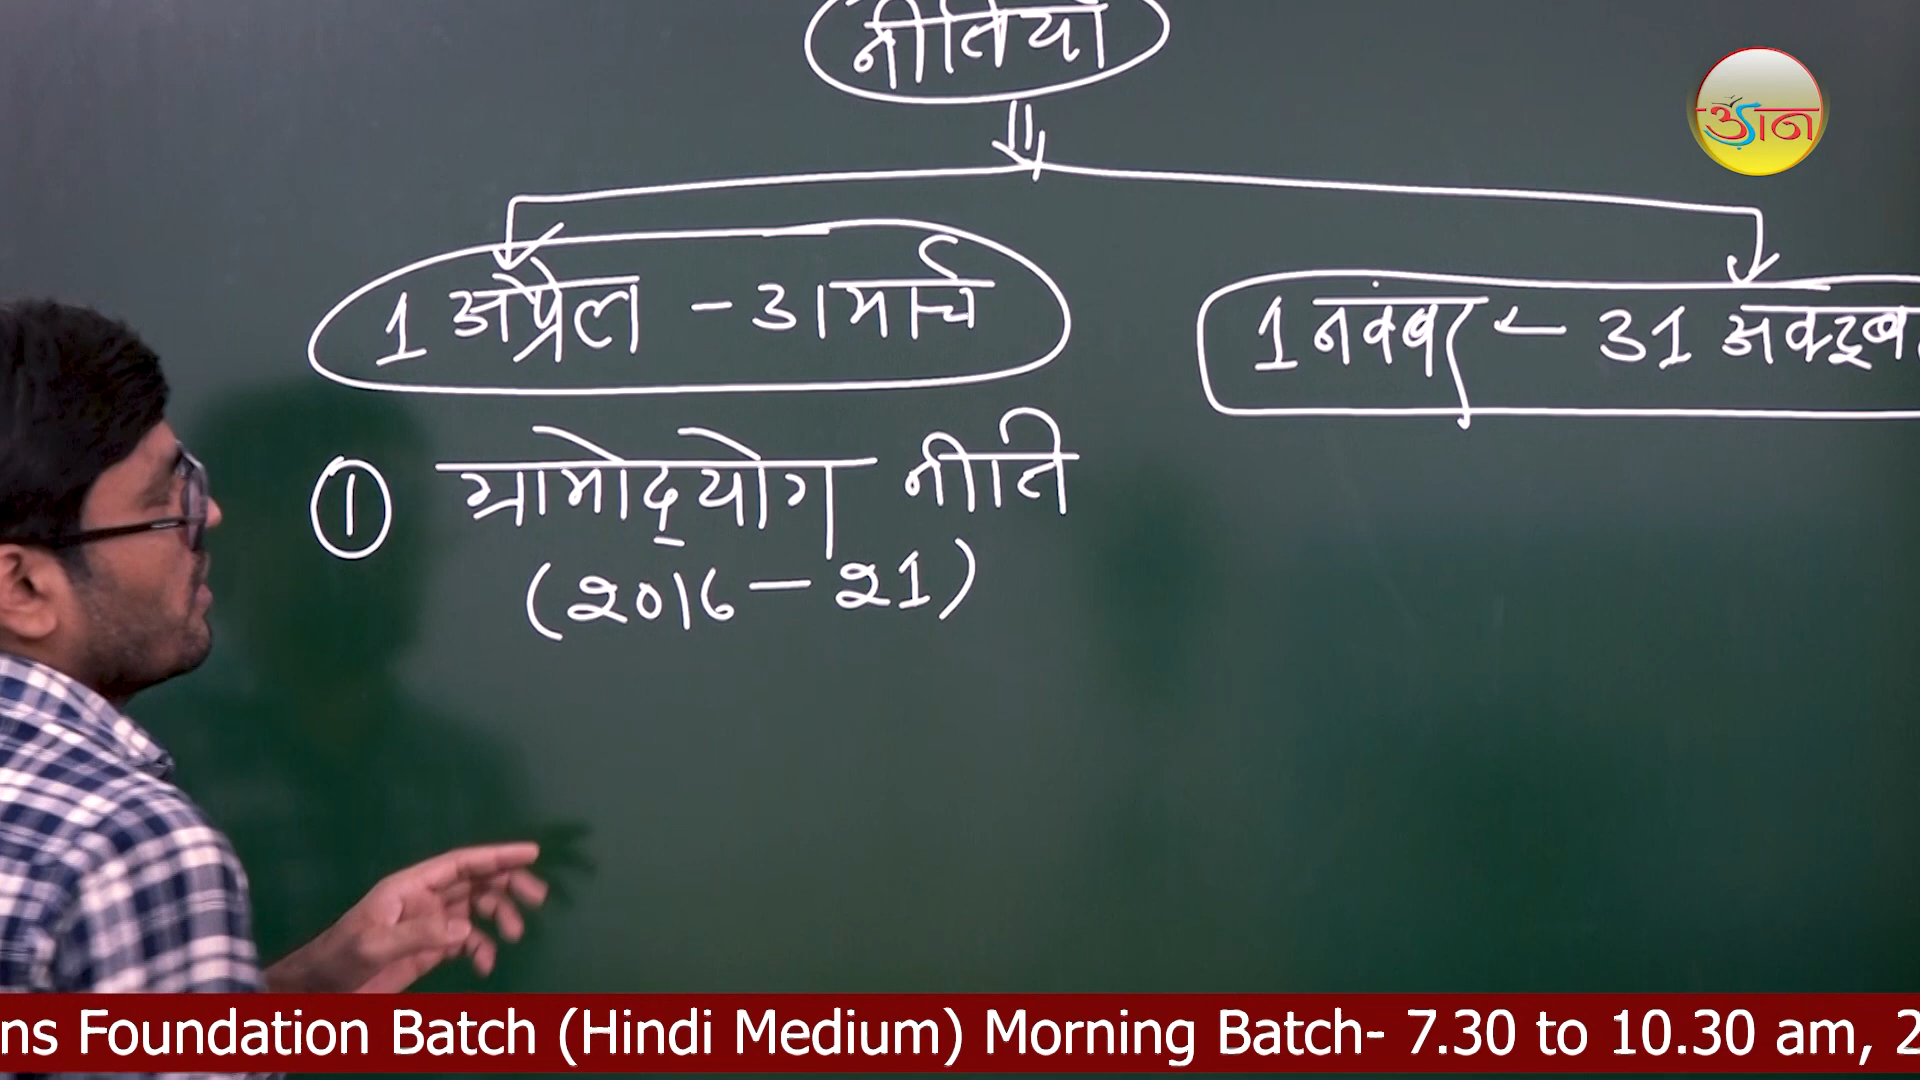 नीतियाँ
उड़ान
1 अप्रैल - 31 मार्च
1 नवंबर - 31 अक्टूब
① ग्रामोद्योग नीति
(2016 - 21)
ns Foundation Batch (Hindi Medium) Morning Batch- 7.30 to 10.30 am, 2